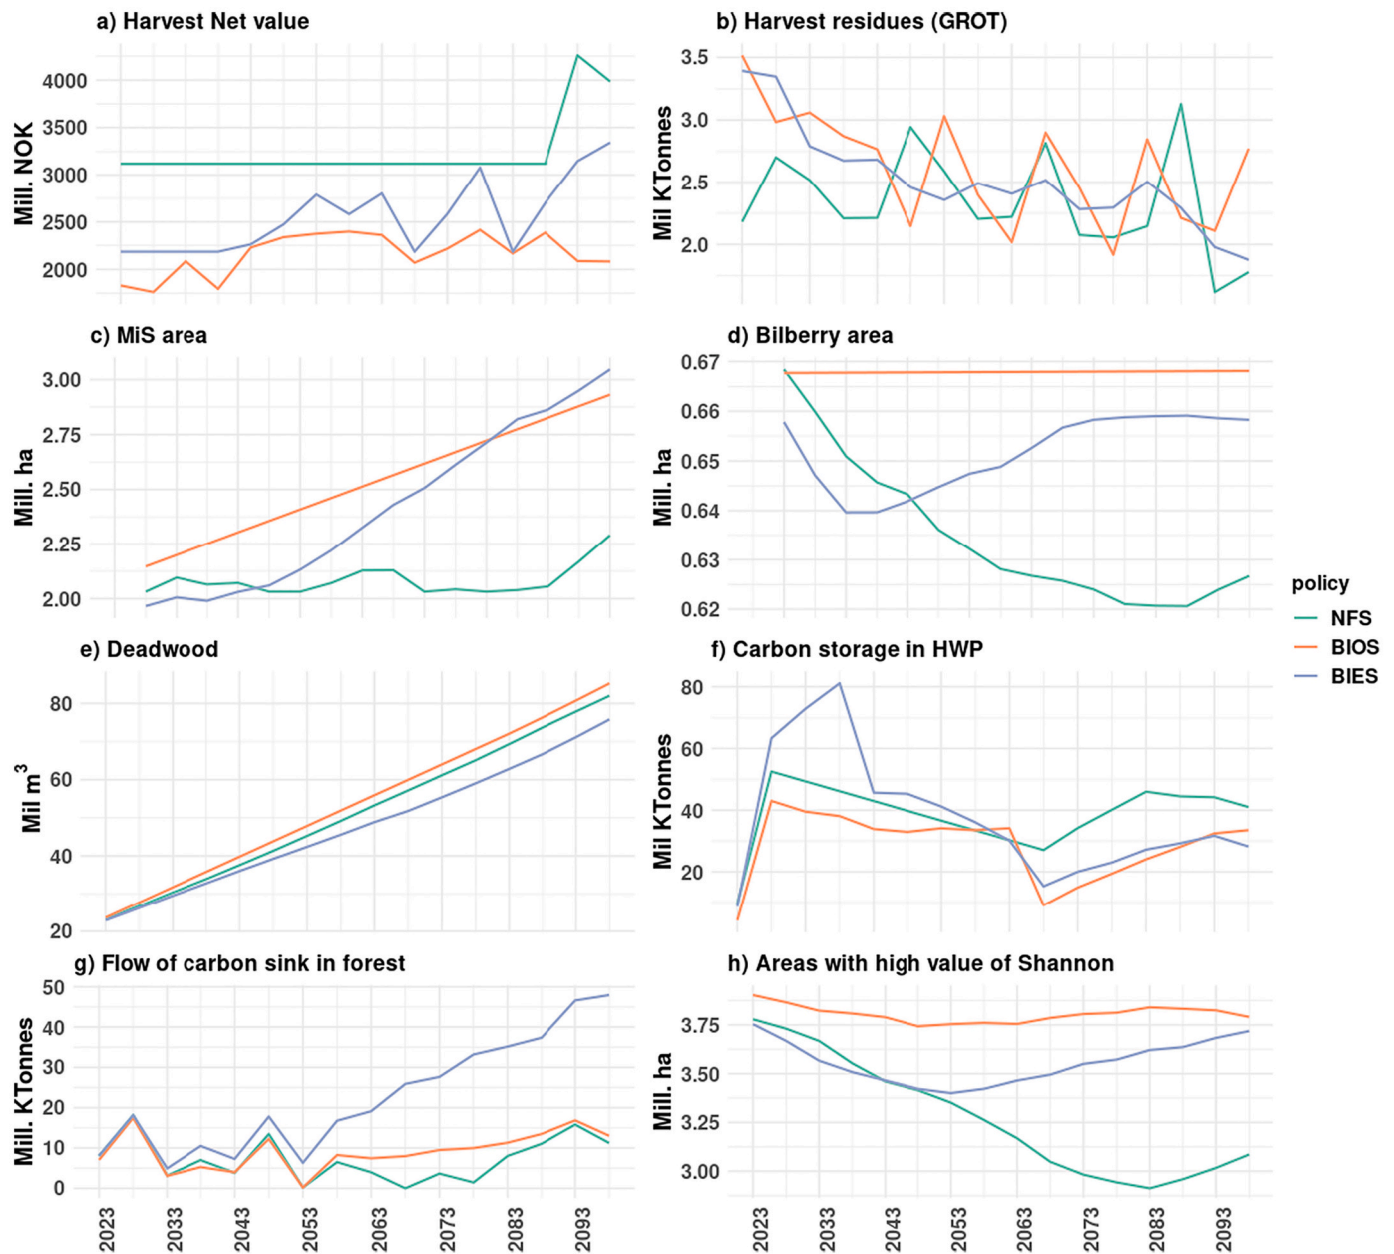 a) Harvest Net value
Mill. NOK
4000
3500
3000
2500
2000
b) Harvest residues (GROT)
Mil KTonnes
3.5
3.0
2.5
2.0
c) MiS area
Mill. ha
3.00
2.75
2.50
2.25
2.00
d) Bilberry area
Mill. ha
0.67
0.66
0.65
0.64
0.63
0.62
e) Deadwood
Mil m³
80
60
40
20
f) Carbon storage in HWP
Mil KTonnes
80
60
40
20
g) Flow of carbon sink in forest
Mill. KTonnes
50
40
30
20
10
0
2023 2033 2043 2053 2063 2073 2083 2093
h) Areas with high value of Shannon
Mill. ha
3.75
3.50
3.25
3.00
2023 2033 2043 2053 2063 2073 2083 2093
policy
NFS
BIOS
BIES